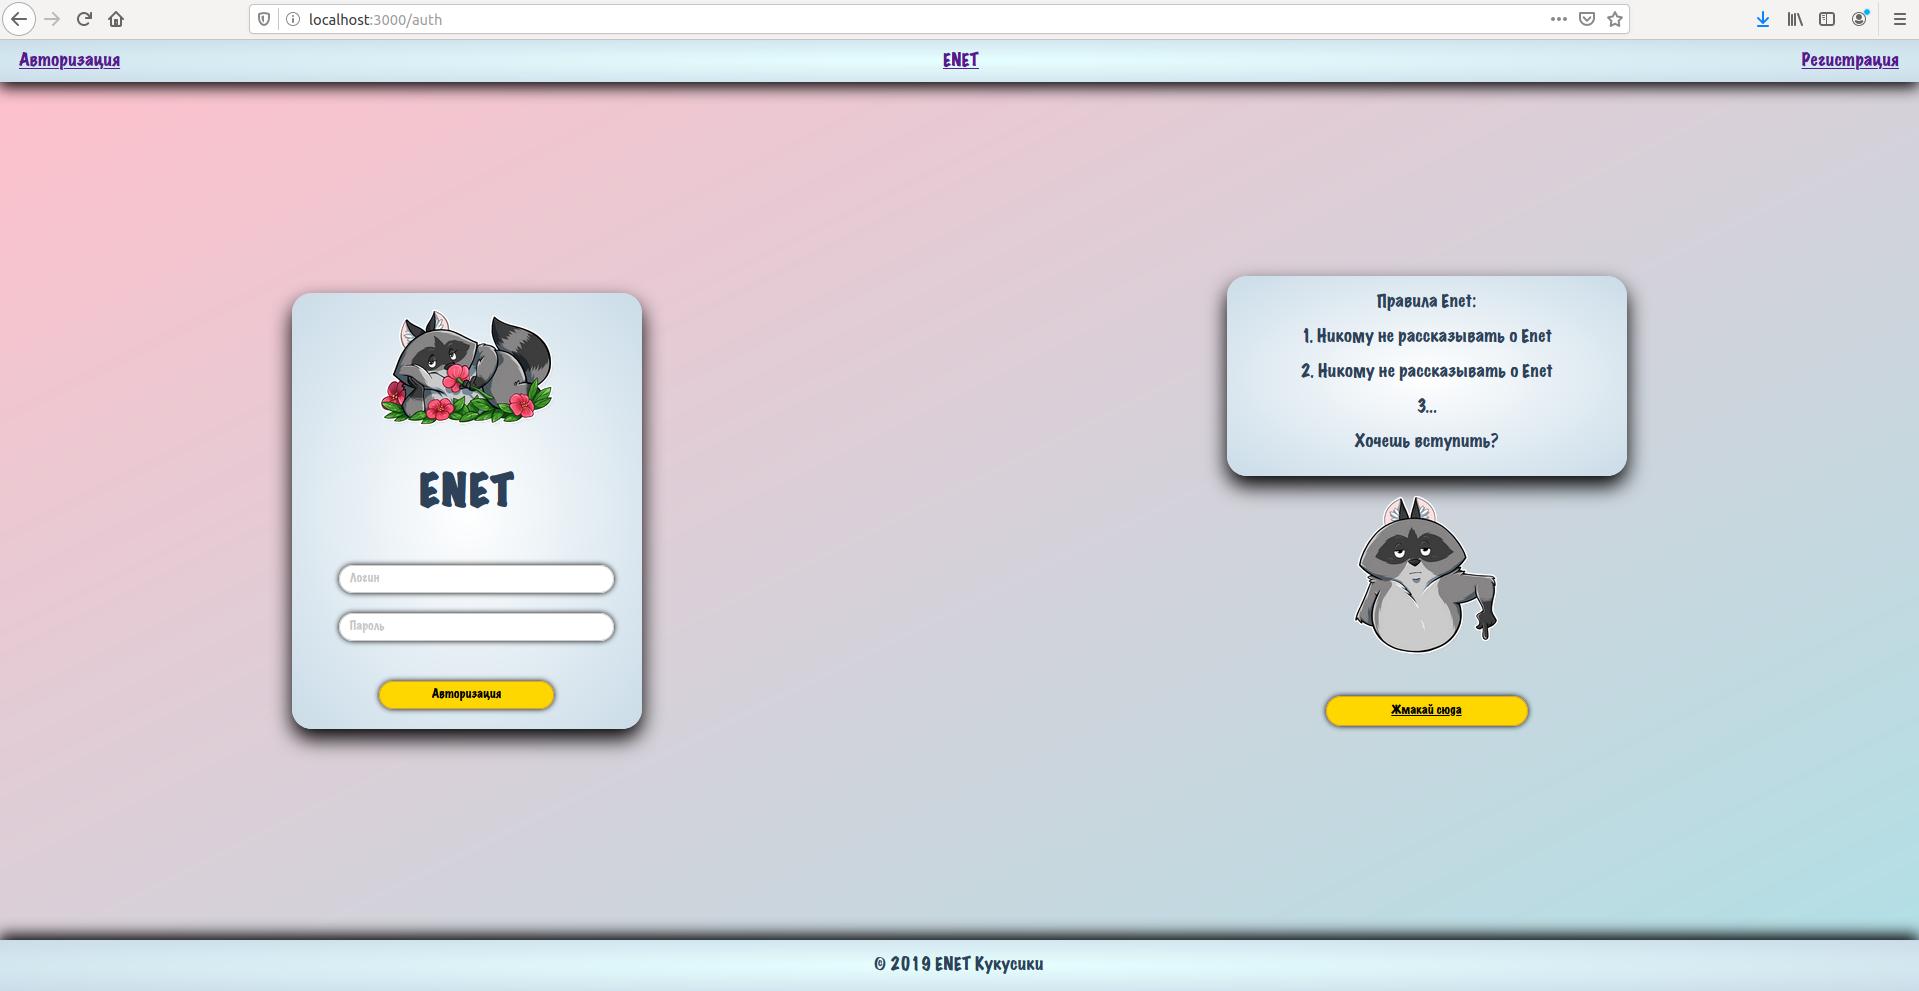 localhost:3000/auth
Авторизация
ENET
Регистрация
ENET
Логин
Пароль
Авторизация
Правила Enet:
1. Никому не рассказывать о Enet
2. Никому не рассказывать о Enet
3...
Хочешь вступить?
Жмакай сюда
© 2019 ENET Кукусики